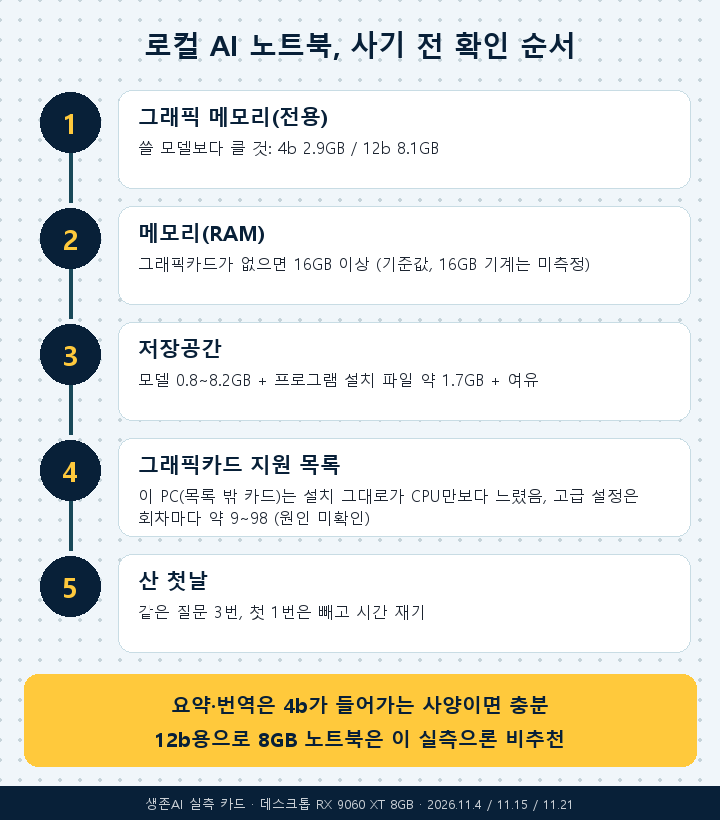 로컬 AI 노트북, 사기 전 확인 순서
1
그래픽 메모리(전용)
쓸 모델보다 클 것: 4b 2.9GB / 12b 8.1GB
2
메모리(RAM)
그래픽카드가 없으면 16GB 이상 (기준값, 16GB 기계는 미측정)
3
저장공간
모델 0.8~8.2GB + 프로그램 설치 파일 약 1.7GB + 여유
4
그래픽카드 지원 목록
이 PC(목록 밖 카드)는 설치 그대로가 CPU만보다 느렸음, 고급 설정은
회차마다 약 9~98 (원인 미확인)
5
산 첫날
같은 질문 3번, 첫 1번은 빼고 시간 재기
요약·번역은 4b가 들어가는 사양이면 충분
12b용으로 8GB 노트북은 이 실측으론 비추천
생존AI 실측 카드 · 데스크톱 RX 9060 XT 8GB · 2026.11.4 / 11.15 / 11.21